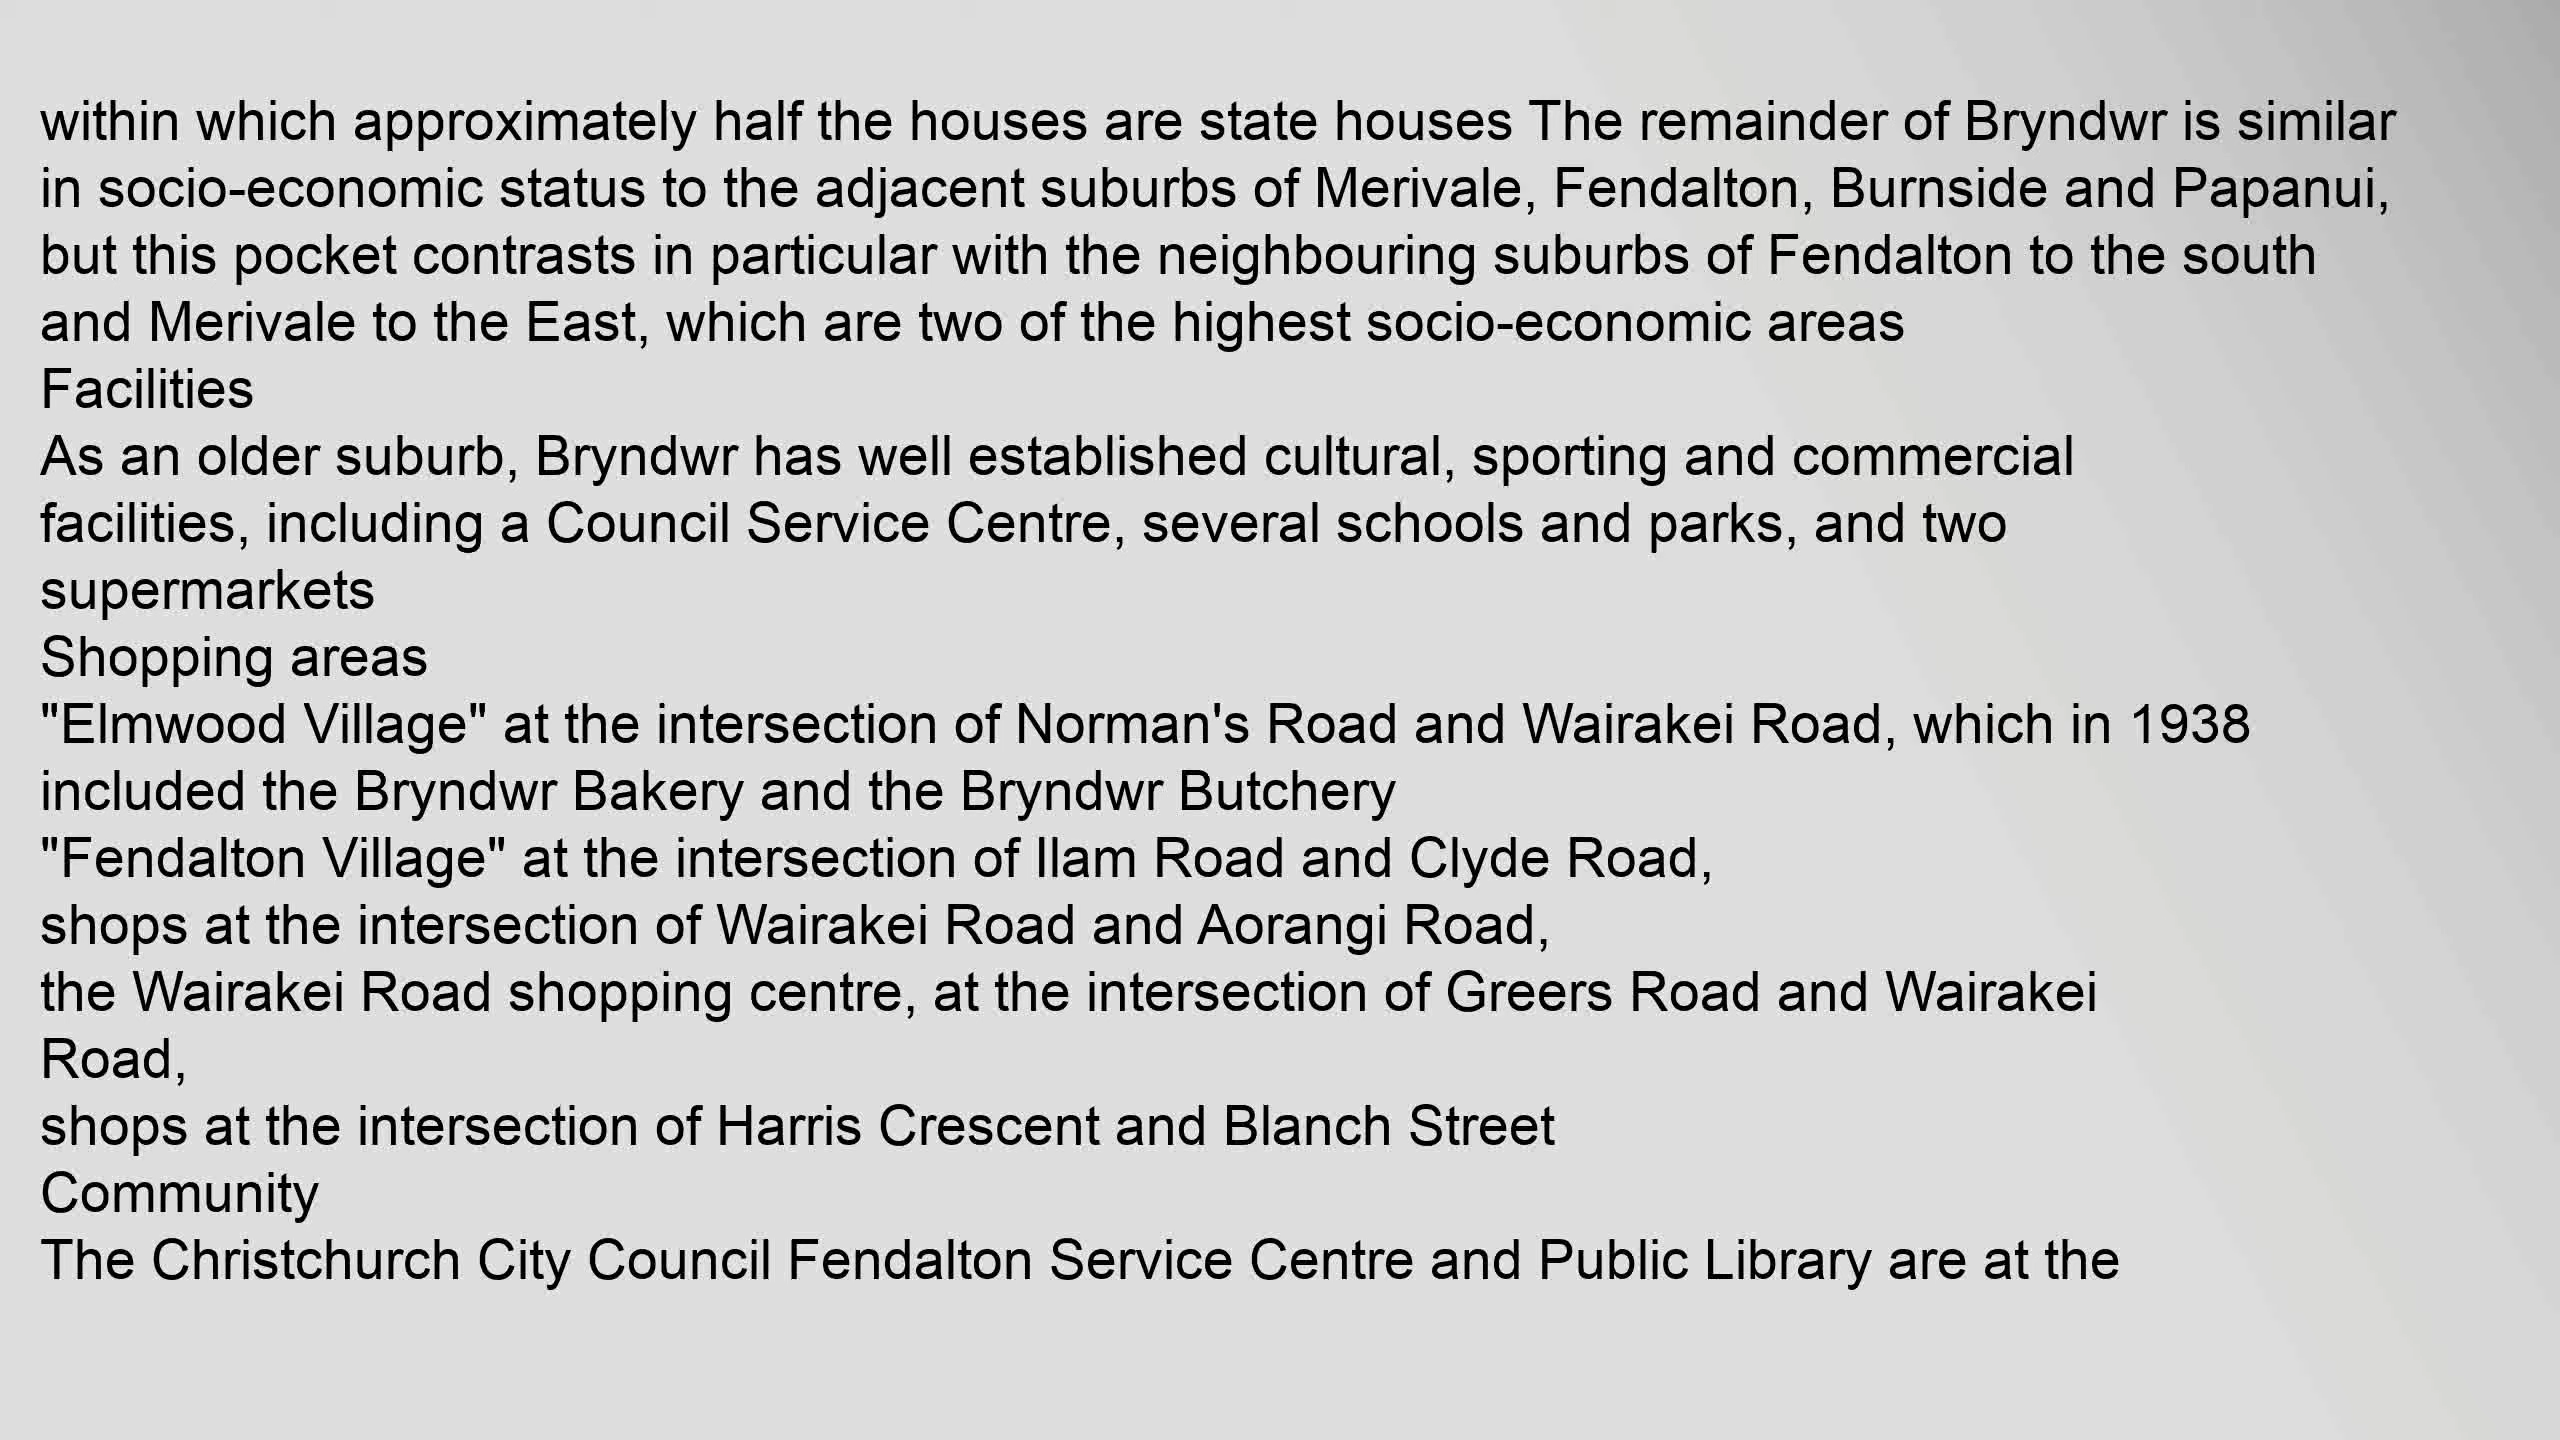 within which approximately half the houses are state houses The remainder of Bryndwr is similar
in socio-economic status to the adjacent suburbs of Merivale, Fendalton, Burnside and Papanui,
but this pocket contrasts in particular with the neighbouring suburbs of Fendalton to the south
and Merivale to the East, which are two of the highest socio-economic areas
Facilities
As an older suburb, Bryndwr has well established cultural, sporting and commercial
facilities, including a Council Service Centre, several schools and parks, and two
supermarkets
Shopping areas
"Elmwood Village" at the intersection of Norman's Road and Wairakei Road, which in 1938
included the Bryndwr Bakery and the Bryndwr Butchery
"Fendalton Village" at the intersection of Ilam Road and Clyde Road,
shops at the intersection of Wairakei Road and Aorangi Road,
the Wairakei Road shopping centre, at the intersection of Greers Road and Wairakei
Road,
shops at the intersection of Harris Crescent and Blanch Street
Community
The Christchurch City Council Fendalton Service Centre and Public Library are at the